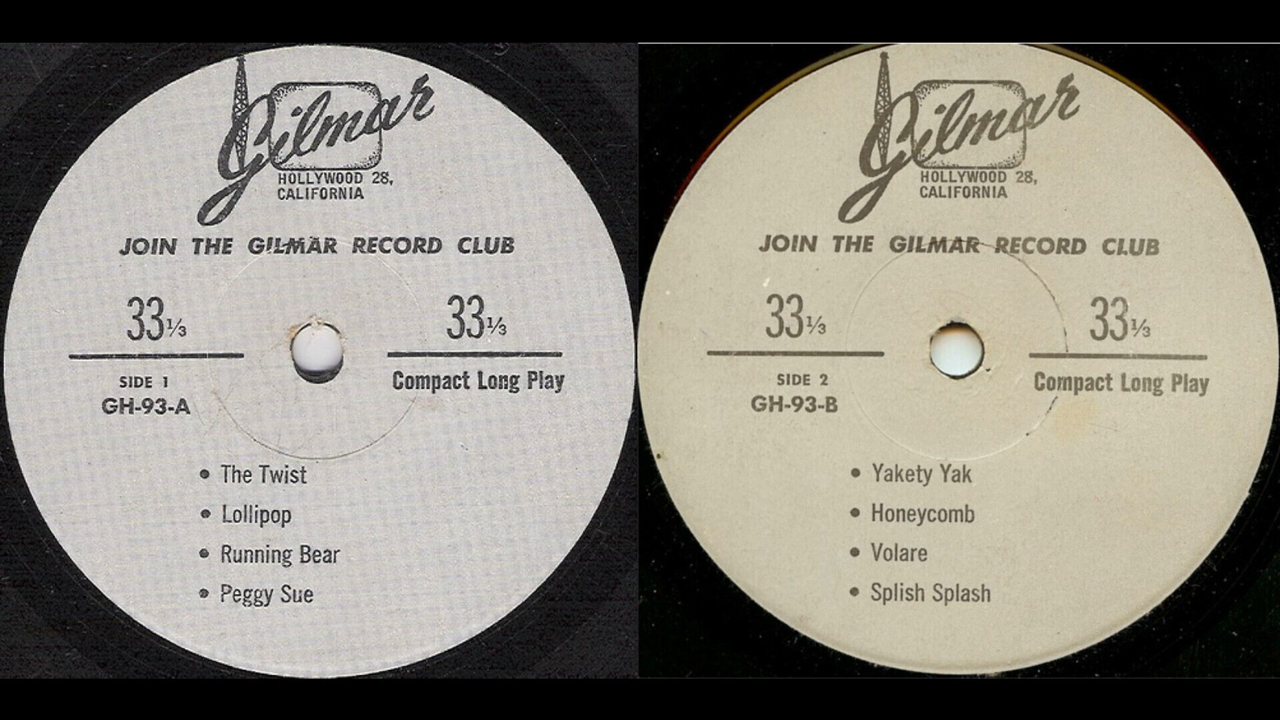 Gilmar
HOLLYWOOD 28,
CALIFORNIA
JOIN THE GILMAR RECORD CLUB
33⅓
33⅓
SIDE 1
GH-93-A
Compact Long Play
• The Twist
• Lollipop
• Running Bear
• Peggy Sue
Gilmar
HOLLYWOOD 28,
CALIFORNIA
JOIN THE GILMAR RECORD CLUB
33⅓
33⅓
SIDE 2
GH-93-B
Compact Long Play
• Yakety Yak
• Honeycomb
• Volare
• Splish Splash